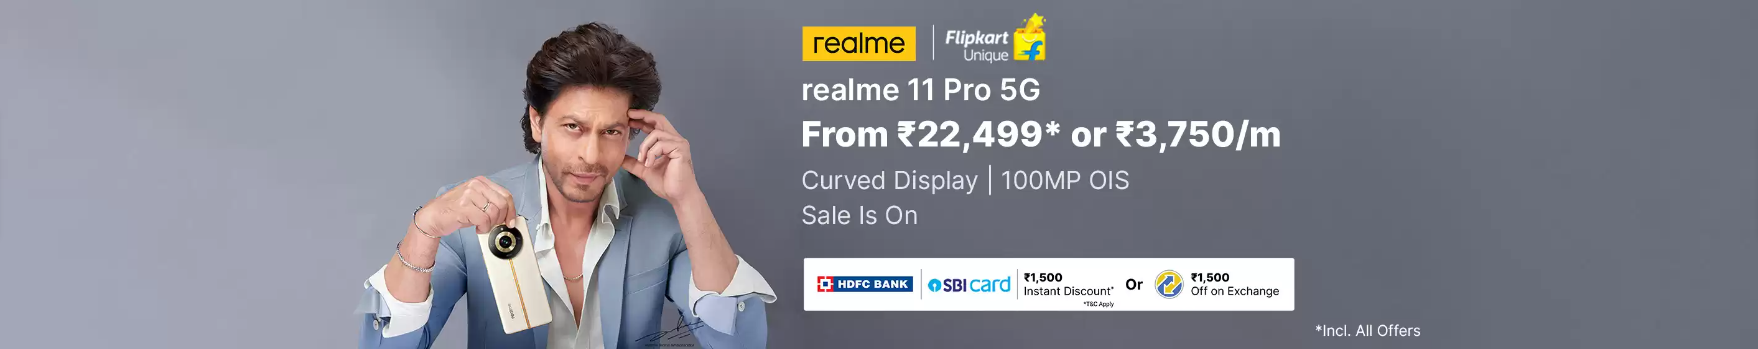 realme
Flipkart
Unique
realme 11 Pro 5G
From ₹22,499* or ₹3,750/m
Curved Display | 100MP OIS
Sale Is On
HDFC BANK
SBI card
₹1,500
Instant Discount*
*T&C Apply
Or
₹1,500
Off on Exchange
*Incl. All Offers
realme